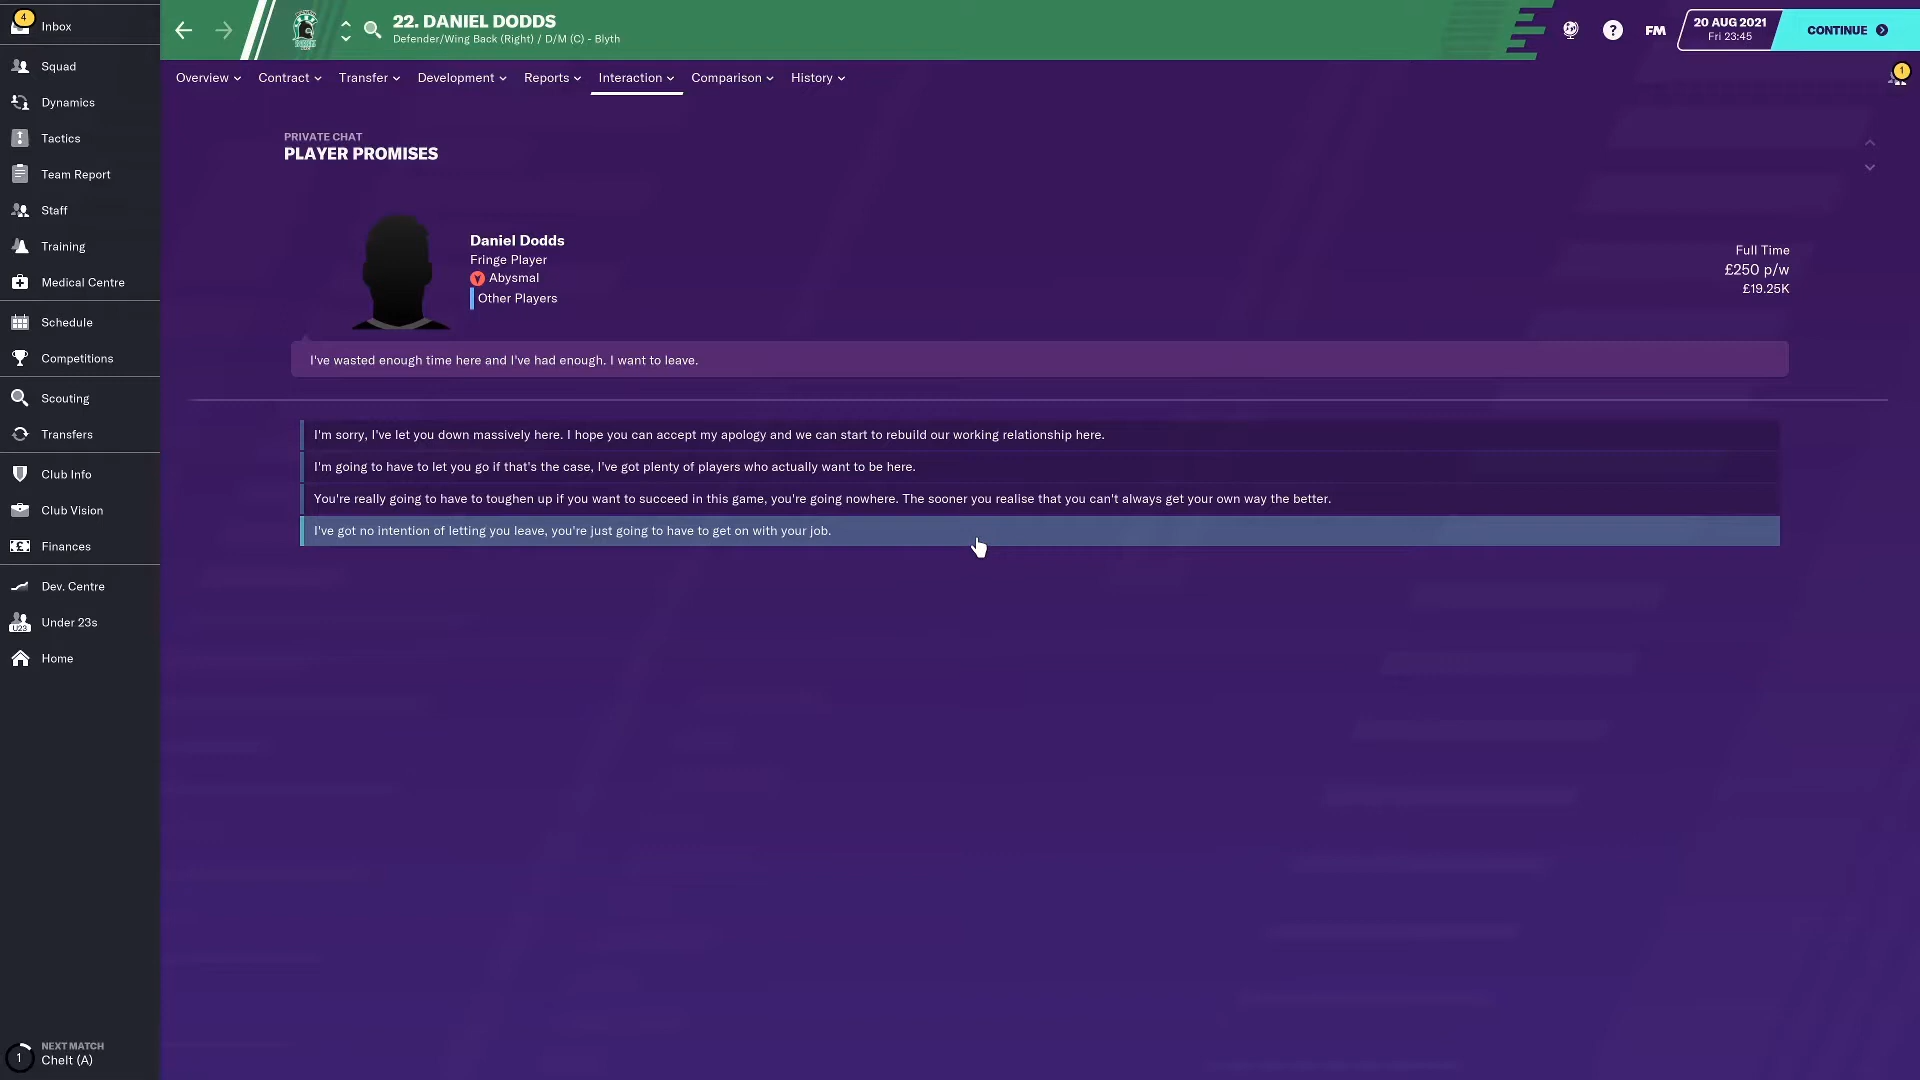 4
Inbox
Squad
Dynamics
Tactics
Team Report
Staff
Training
Medical Centre
Schedule
Competitions
Scouting
Transfers
Club Info
Club Vision
Finances
Dev. Centre
U23
Under 23s
Home
1
NEXT MATCH
Chelt (A)
22. DANIEL DODDS
Defender/Wing Back (Right) / D/M (C) - Blyth
?
FM
20 AUG 2021
Fri 23:45
CONTINUE
Overview
Contract
Transfer
Development
Reports
Interaction
Comparison
History
1
PRIVATE CHAT
PLAYER PROMISES
Daniel Dodds
Fringe Player
Abysmal
Other Players
Full Time
£250 p/w
£19.25K
I've wasted enough time here and I've had enough. I want to leave.
I'm sorry, I've let you down massively here. I hope you can accept my apology and we can start to rebuild our working relationship here.
I'm going to have to let you go if that's the case, I've got plenty of players who actually want to be here.
You're really going to have to toughen up if you want to succeed in this game, you're going nowhere. The sooner you realise that you can't always get your own way the better.
I've got no intention of letting you leave, you're just going to have to get on with your job.